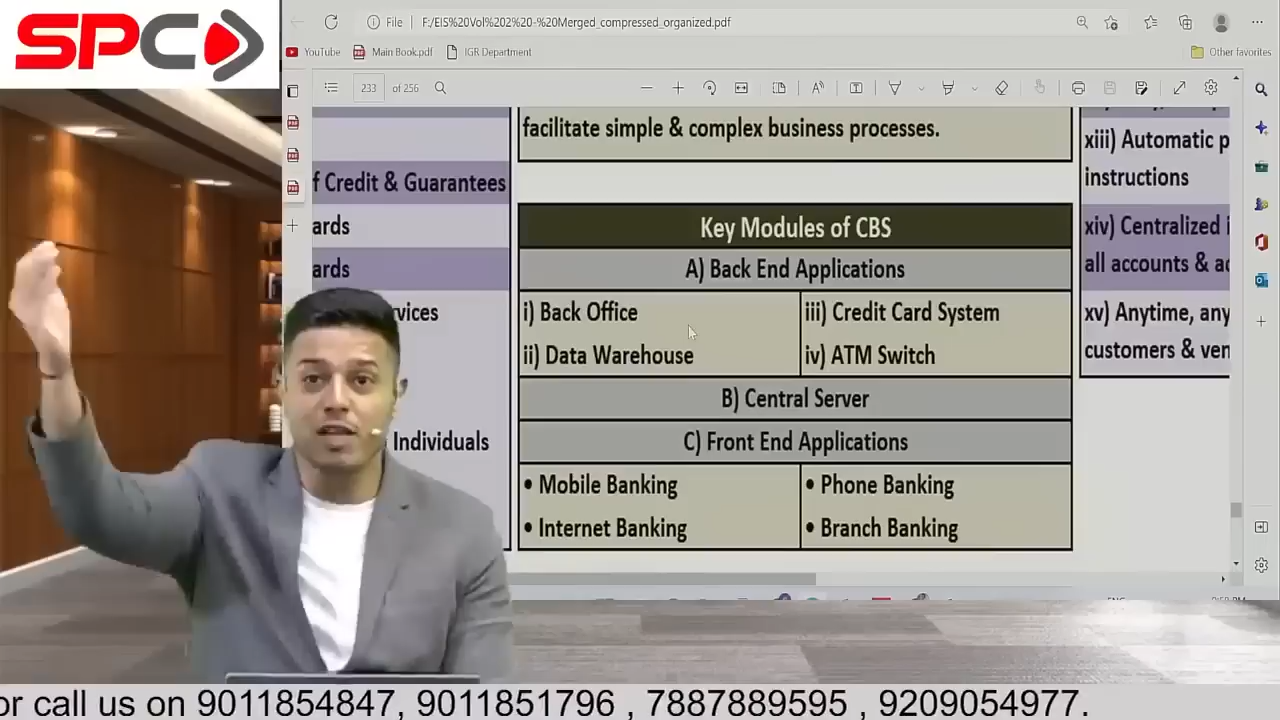 SPC
File
F:/EIS%20Vol%202%20-%20Merged_compressed_organized.pdf
YouTube
Main Book.pdf
IGR Department
Other favorites
233
of 256
facilitate simple & complex business processes.
f Credit & Guarantees
ards
ards
rvices
Individuals
Key Modules of CBS
A) Back End Applications
i) Back Office
iii) Credit Card System
ii) Data Warehouse
iv) ATM Switch
B) Central Server
C) Front End Applications
• Mobile Banking
• Phone Banking
• Internet Banking
• Branch Banking
xiii) Automatic p
instructions
xiv) Centralized i
all accounts & a
xv) Anytime, any
customers & ven
or call us on 9011854847, 9011851796 , 7887889595 , 9209054977.